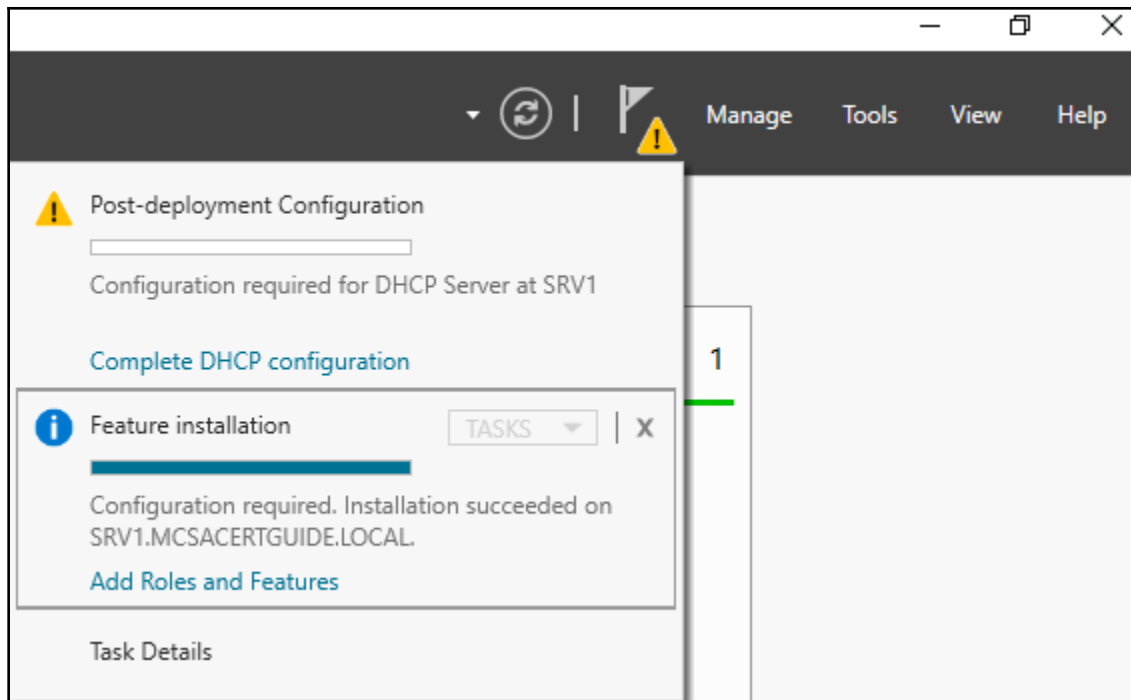 Manage Tools View Help
Post-deployment Configuration
Configuration required for DHCP Server at SRV1
Complete DHCP configuration
1
Feature installation TASKS X
Configuration required. Installation succeeded on
SRV1.MCSACERTGUIDE.LOCAL.
Add Roles and Features
Task Details